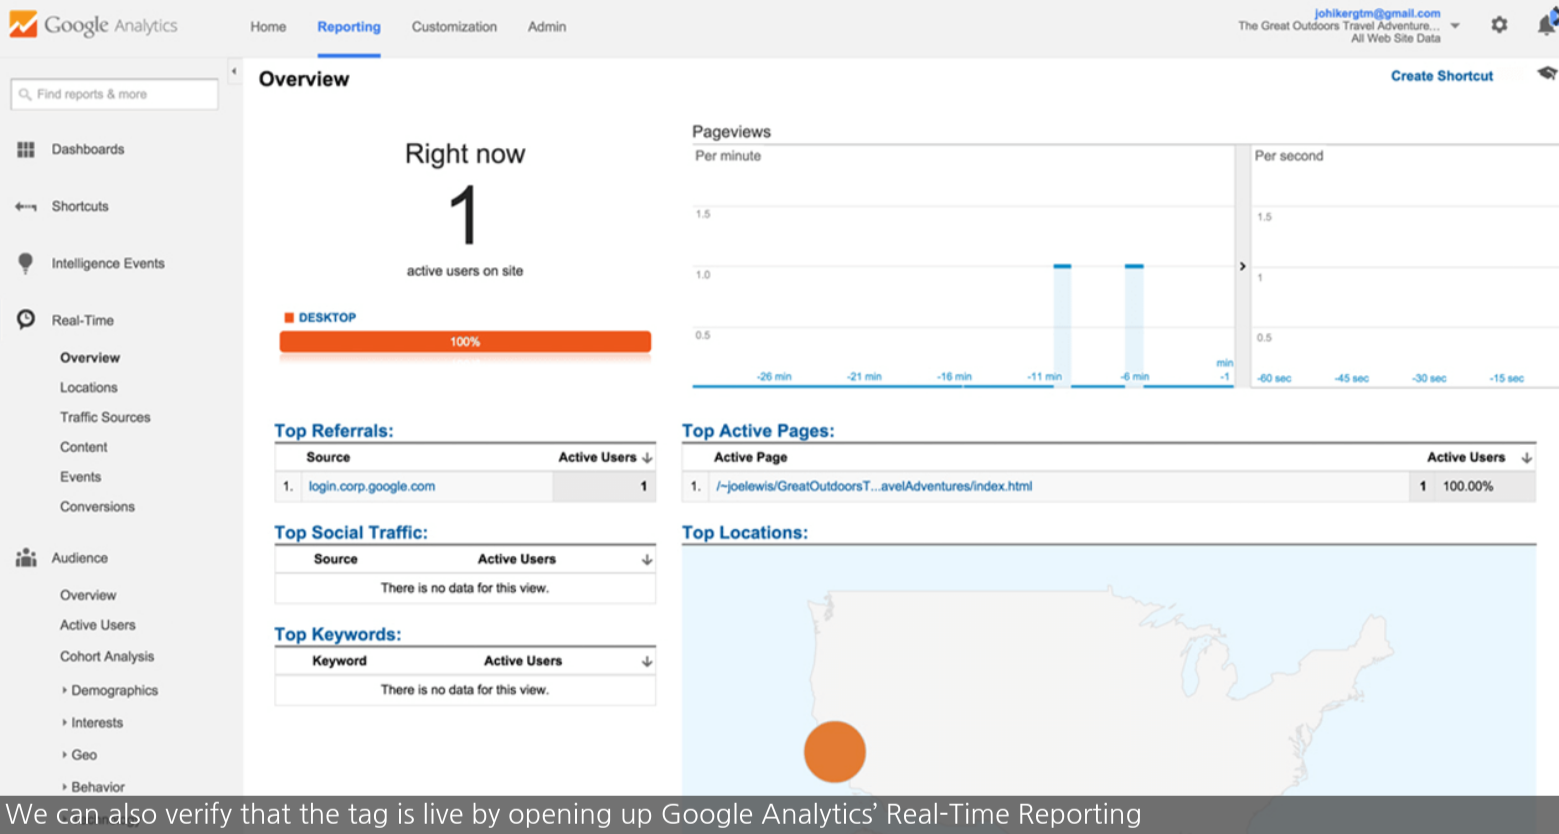 Google Analytics
Home Reporting Customization Admin
johikergtm@gmail.com
The Great Outdoors Travel Adventure...
All Web Site Data
Find reports & more
Dashboards
Shortcuts
Intelligence Events
Real-Time
Overview
Locations
Traffic Sources
Content
Events
Conversions
Audience
Overview
Active Users
Cohort Analysis
Demographics
Interests
Geo
Behavior
Overview
Create Shortcut
Right now
1
active users on site
DESKTOP
100%
Pageviews
Per minute
1.5
1.0
0.5
-26 min -21 min -16 min -11 min -6 min
min
-1
Per second
1.5
1
0.5
-60 sec -45 sec -30 sec -15 sec
Top Referrals:
Source Active Users
1. login.corp.google.com 1
Top Active Pages:
Active Page Active Users
1. /~joelewis/GreatOutdoorsT...avelAdventures/index.html 1 100.00%
Top Social Traffic:
Source Active Users
There is no data for this view.
Top Keywords:
Keyword Active Users
There is no data for this view.
Top Locations:
We can also verify that the tag is live by opening up Google Analytics’ Real-Time Reporting